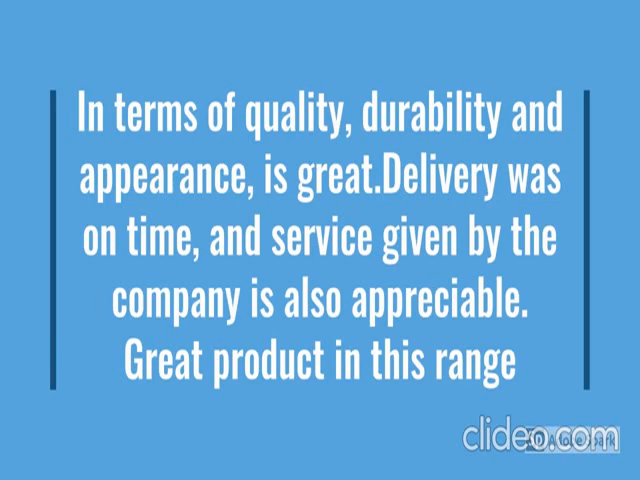 In terms of quality, durability and
appearance, is great.Delivery was
on time, and service given by the
company is also appreciable.
Great product in this range
clideo.com